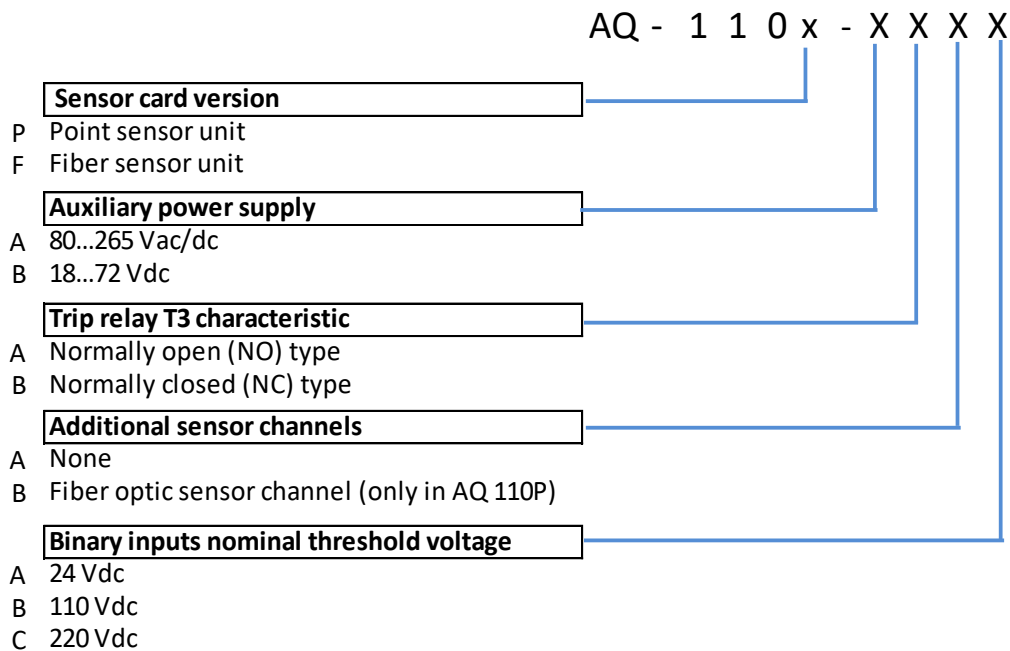 AQ - 1 1 0 x - X X X X
Sensor card version
P Point sensor unit
F Fiber sensor unit
Auxiliary power supply
A 80...265 Vac/dc
B 18...72 Vdc
Trip relay T3 characteristic
A Normally open (NO) type
B Normally closed (NC) type
Additional sensor channels
A None
B Fiber optic sensor channel (only in AQ 110P)
Binary inputs nominal threshold voltage
A 24 Vdc
B 110 Vdc
C 220 Vdc